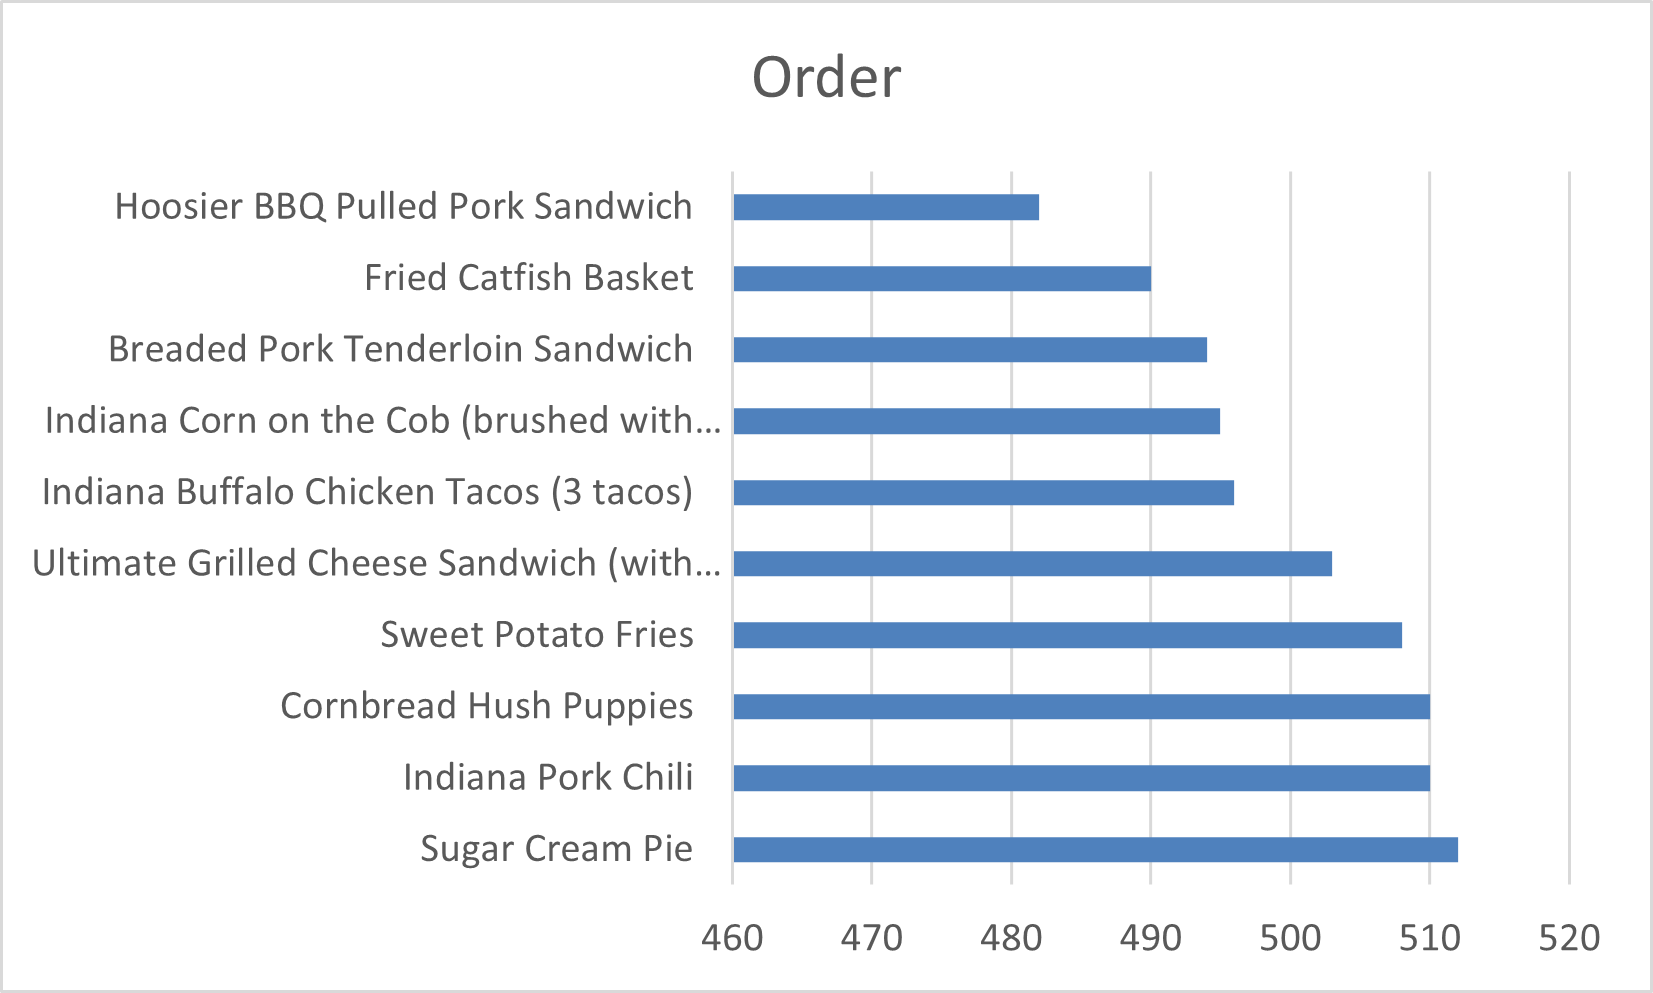 Order
Hoosier BBQ Pulled Pork Sandwich
Fried Catfish Basket
Breaded Pork Tenderloin Sandwich
Indiana Corn on the Cob (brushed with...
Indiana Buffalo Chicken Tacos (3 tacos)
Ultimate Grilled Cheese Sandwich (with...
Sweet Potato Fries
Cornbread Hush Puppies
Indiana Pork Chili
Sugar Cream Pie
460 470 480 490 500 510 520